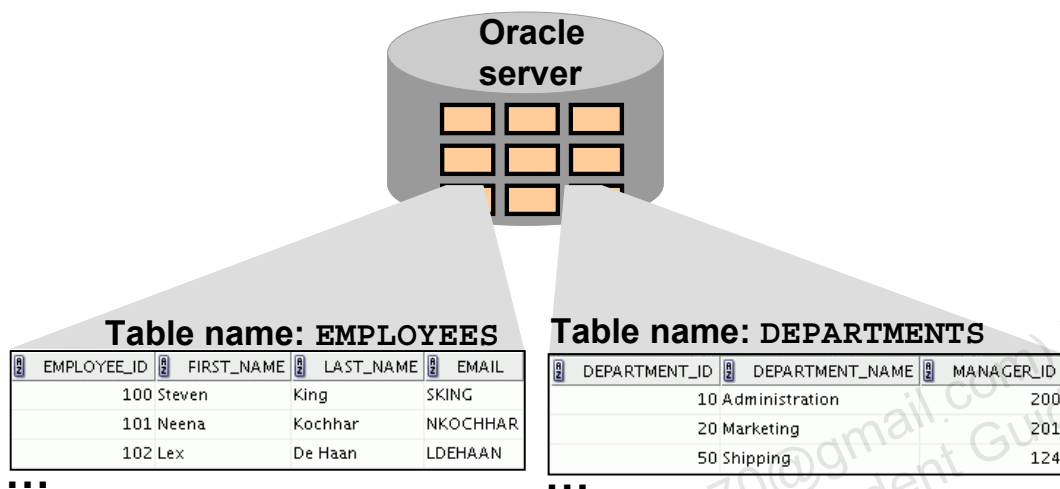 Oracle
server
Table name: EMPLOYEES
EMPLOYEE_ID FIRST_NAME LAST_NAME EMAIL
100 Steven King SKING
101 Neena Kochhar NKOCHHAR
102 Lex De Haan LDEHAAN
...
Table name: DEPARTMENTS
DEPARTMENT_ID DEPARTMENT_NAME MANAGER_ID
10 Administration 200
20 Marketing 201
50 Shipping 124
...